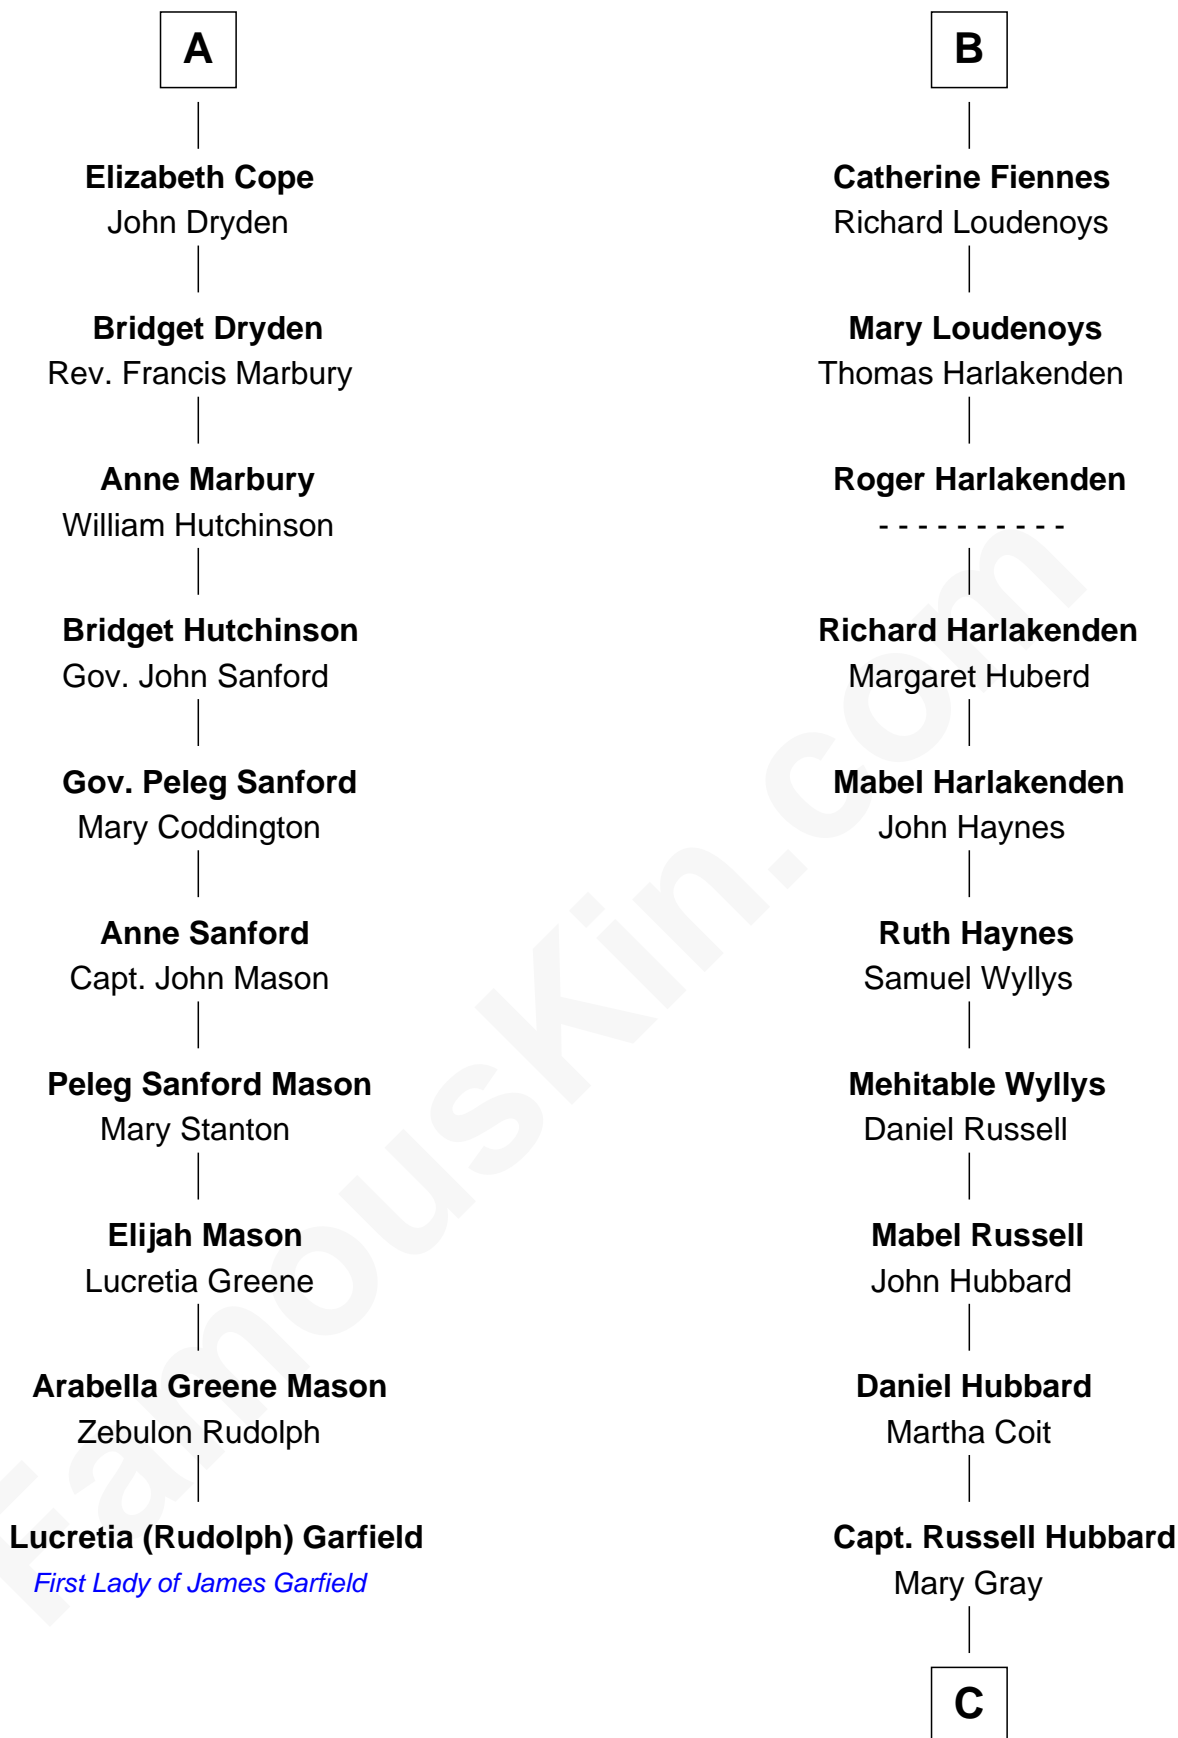 A
Elizabeth Cope
John Dryden
Bridget Dryden
Rev. Francis Marbury
Anne Marbury
William Hutchinson
Bridget Hutchinson
Gov. John Sanford
Gov. Peleg Sanford
Mary Coddington
Anne Sanford
Capt. John Mason
Peleg Sanford Mason
Mary Stanton
Elijah Mason
Lucretia Greene
Arabella Greene Mason
Zebulon Rudolph
Lucretia (Rudolph) Garfield
First Lady of James Garfield
B
Catherine Fiennes
Richard Loudenoys
Mary Loudenoys
Thomas Harlakenden
Roger Harlakenden
- - - - - - - - - -
Richard Harlakenden
Margaret Huberd
Mabel Harlakenden
John Haynes
Ruth Haynes
Samuel Wyllys
Mehitable Wyllys
Daniel Russell
Mabel Russell
John Hubbard
Daniel Hubbard
Martha Coit
Capt. Russell Hubbard
Mary Gray
C
FamousKin.com